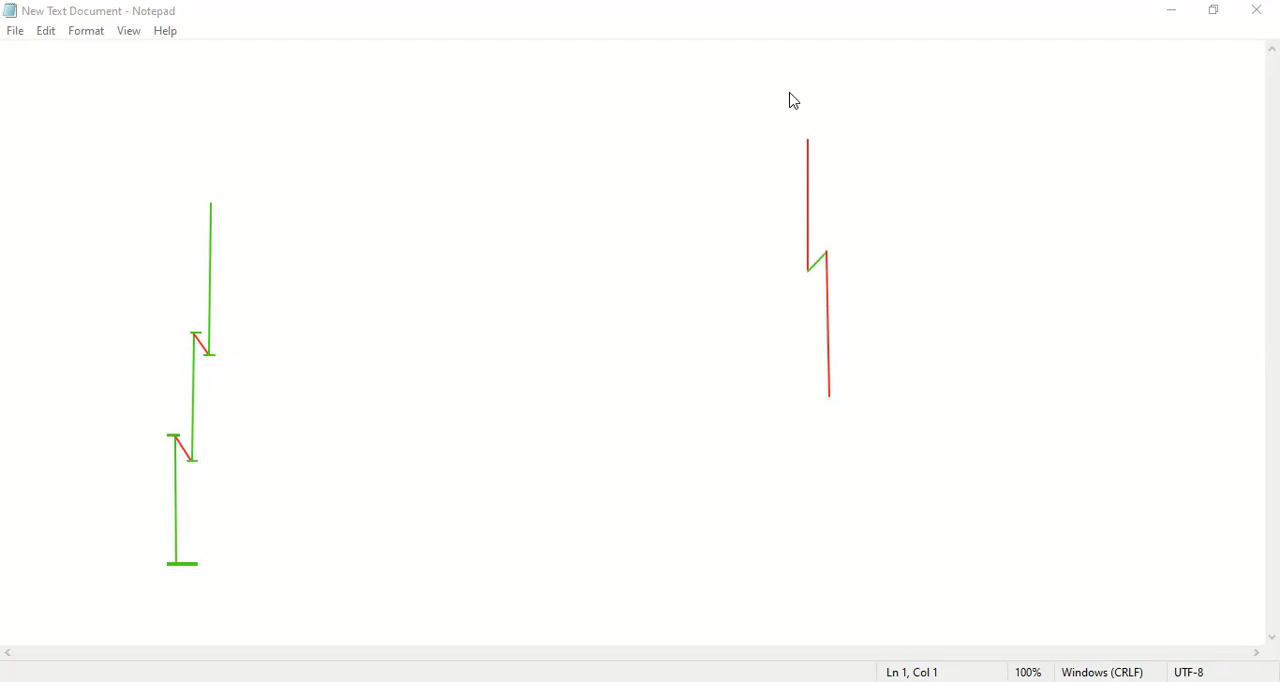 New Text Document - Notepad
File Edit Format View Help
Ln 1, Col 1 100% Windows (CRLF) UTF-8